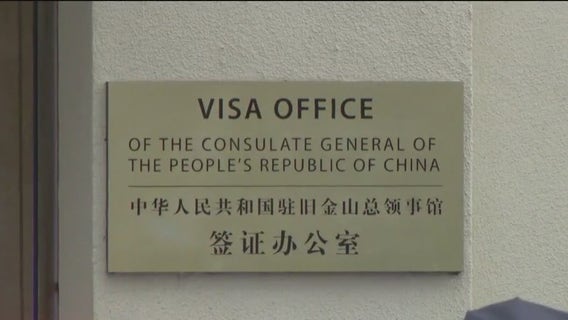 VISA OFFICE
OF THE CONSULATE GENERAL OF
THE PEOPLE'S REPUBLIC OF CHINA
中华人民共和国驻旧金山总领事馆
签证办公室